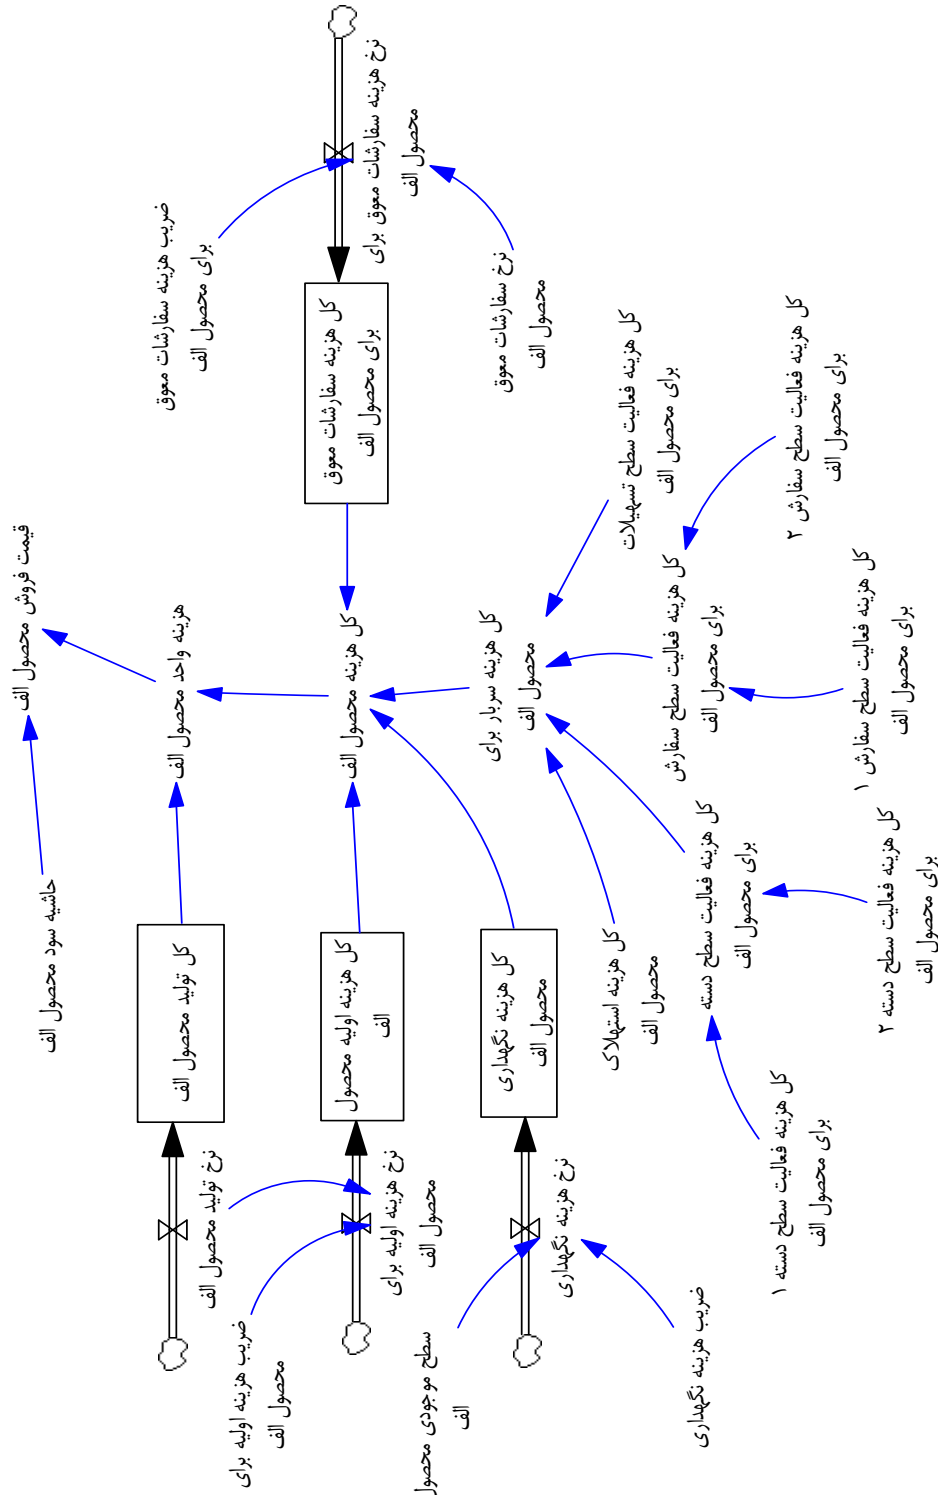 نرخ هزینه سفارشات معوق برای
محصول الف
ضریب هزینه سفارشات معوق
برای محصول الف
نرخ سفارشات معوق
محصول الف
کل هزینه سفارشات معوق
برای محصول الف
کل هزینه فعالیت سطح تسهیلات
برای محصول الف
کل هزینه فعالیت سطح سفارش ۲
برای محصول الف
قیمت فروش محصول الف
هزینه واحد محصول الف
کل هزینه محصول الف
کل هزینه سربار برای
محصول الف
کل هزینه فعالیت سطح سفارش
برای محصول الف
کل هزینه فعالیت سطح سفارش ۱
برای محصول الف
حاشیه سود محصول الف
کل تولید محصول الف
کل هزینه اولیه محصول
الف
کل هزینه نگهداری
محصول الف
کل هزینه استهلاک
محصول الف
کل هزینه فعالیت سطح دسته
برای محصول الف
کل هزینه فعالیت سطح دسته ۲
برای محصول الف
کل هزینه فعالیت سطح دسته ۱
برای محصول الف
نرخ تولید محصول الف
نرخ هزینه اولیه برای
محصول الف
نرخ هزینه نگهداری
ضریب هزینه اولیه برای
محصول الف
سطح موجودی محصول
الف
ضریب هزینه نگهداری